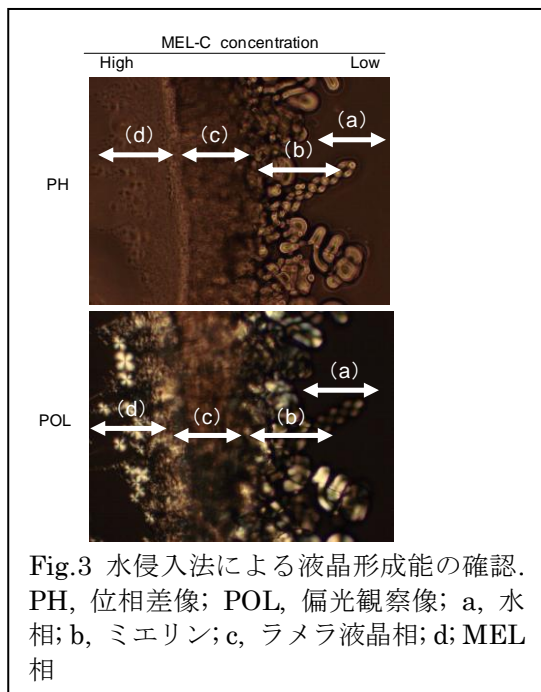 MEL-C concentration
High Low
(a)
(d) (c) (b)
PH
(a)
(d) (c) (b)
POL
Fig.3 水侵入法による液晶形成能の確認.
PH, 位相差像; POL, 偏光観察像; a, 水
相; b, ミエリン; c, ラメラ液晶相; d; MEL
相